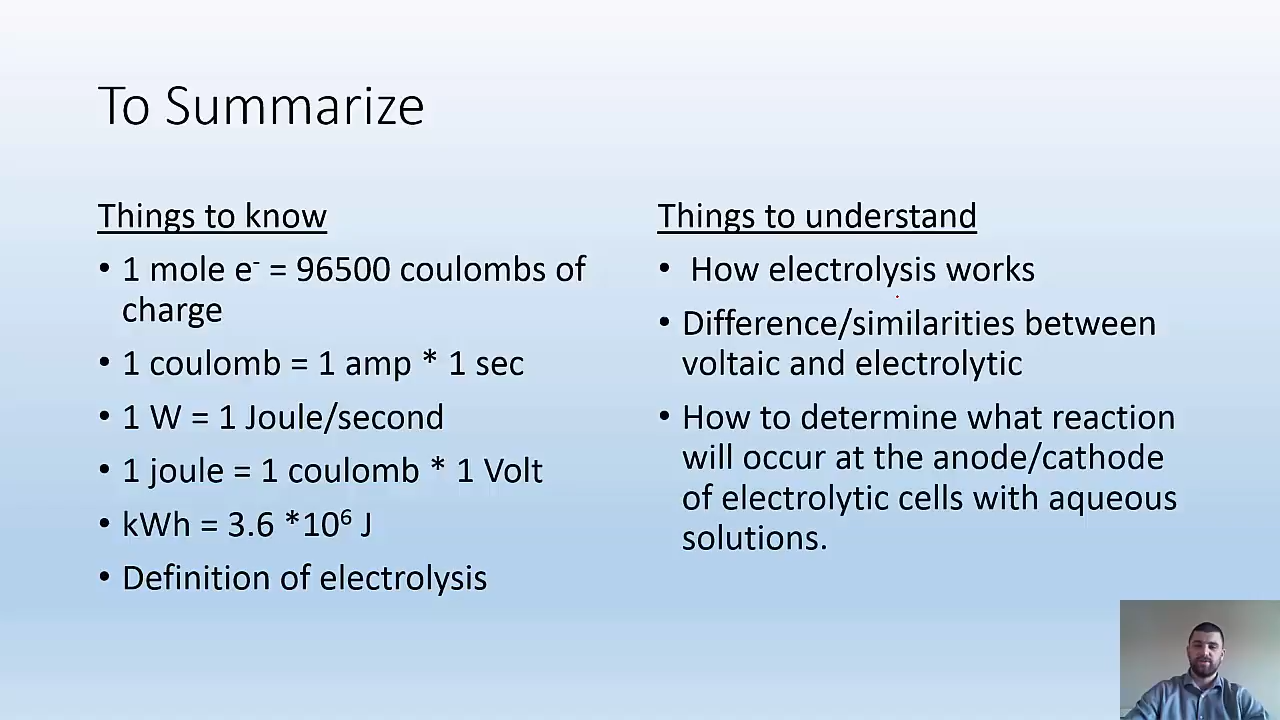 To Summarize
Things to know
• 1 mole e⁻ = 96500 coulombs of
charge
• 1 coulomb = 1 amp * 1 sec
• 1 W = 1 Joule/second
• 1 joule = 1 coulomb * 1 Volt
• kWh = 3.6 *10⁶ J
• Definition of electrolysis
Things to understand
• How electrolysis works
• Difference/similarities between
voltaic and electrolytic
• How to determine what reaction
will occur at the anode/cathode
of electrolytic cells with aqueous
solutions.